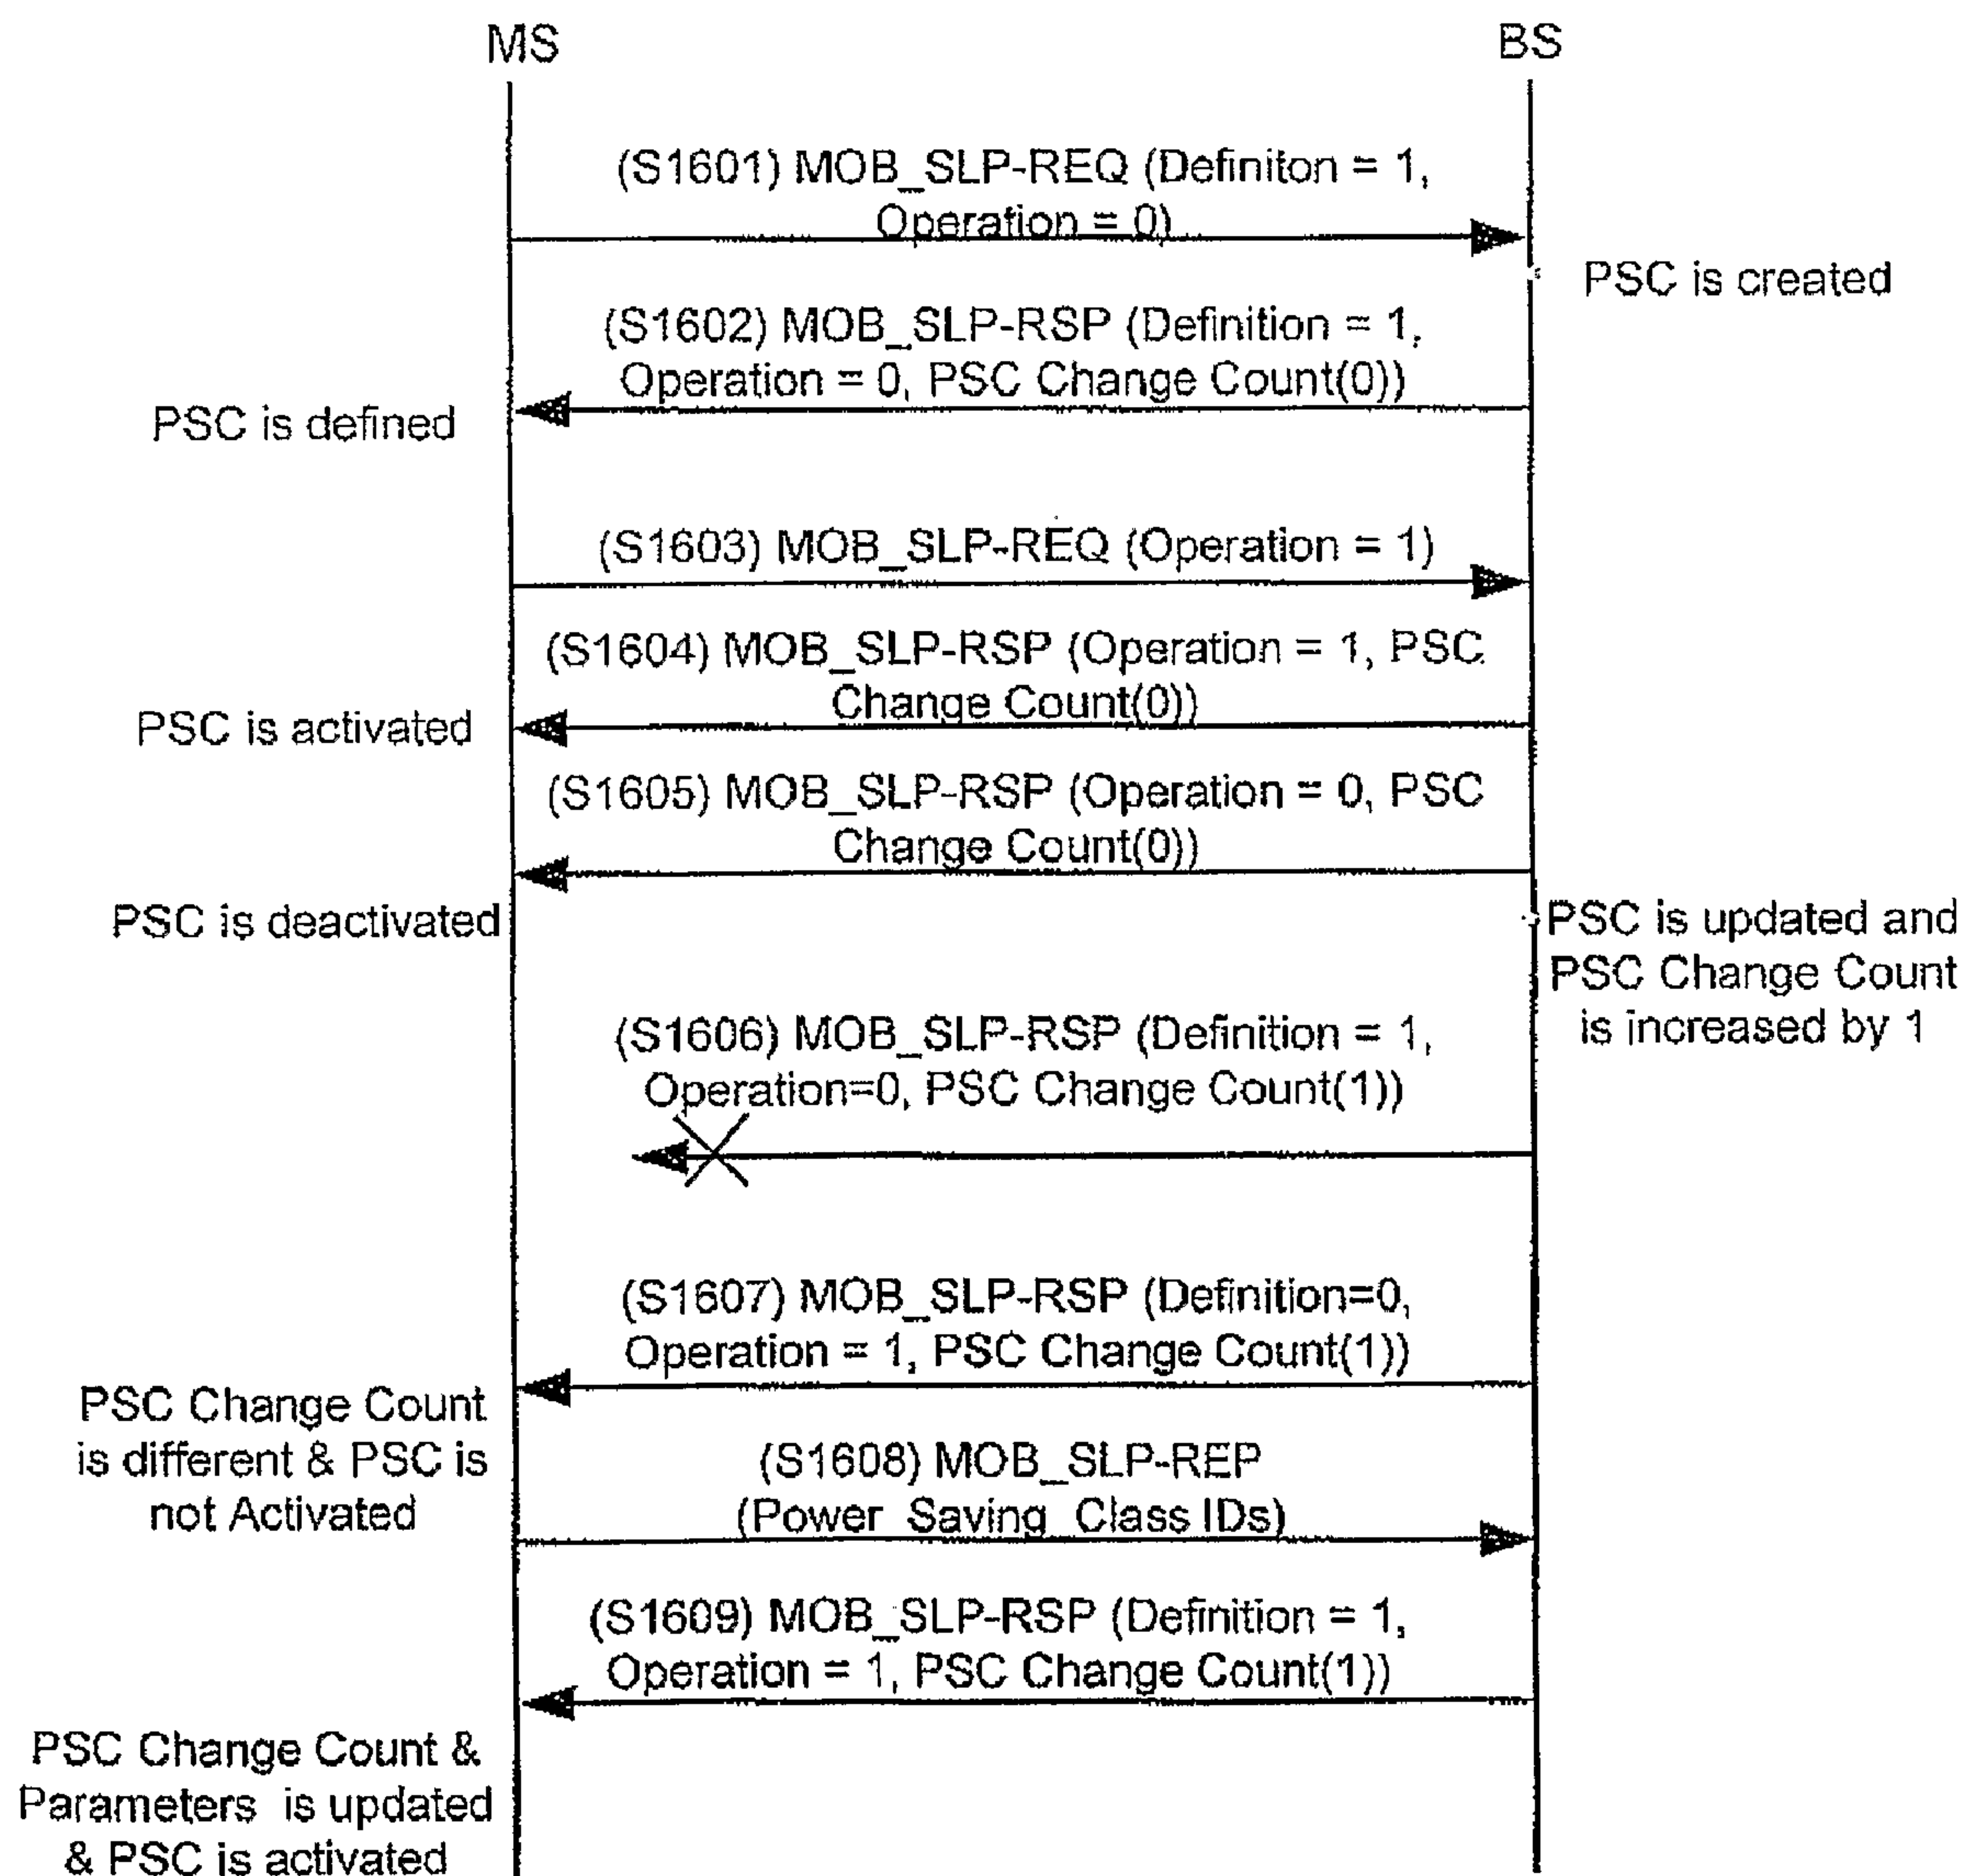 MS
BS
(S1601) MOB_SLP-REQ (Definiton = 1,
Operation = 0)
PSC is created
(S1602) MOB_SLP-RSP (Definition = 1,
Operation = 0, PSC Change Count(0))
PSC is defined
(S1603) MOB_SLP-REQ (Operation = 1)
(S1604) MOB_SLP-RSP (Operation = 1, PSC
Change Count(0))
PSC is activated
(S1605) MOB_SLP-RSP (Operation = 0, PSC
Change Count(0))
PSC is deactivated
PSC is updated and
PSC Change Count
is increased by 1
(S1606) MOB_SLP-RSP (Definition = 1,
Operation=0, PSC Change Count(1))
(S1607) MOB_SLP-RSP (Definition=0,
Operation = 1, PSC Change Count(1))
PSC Change Count
is different & PSC is
not Activated
(S1608) MOB_SLP-REP
(Power_Saving_Class IDs)
(S1609) MOB_SLP-RSP (Definition = 1,
Operation = 1, PSC Change Count(1))
PSC Change Count &
Parameters is updated
& PSC is activated